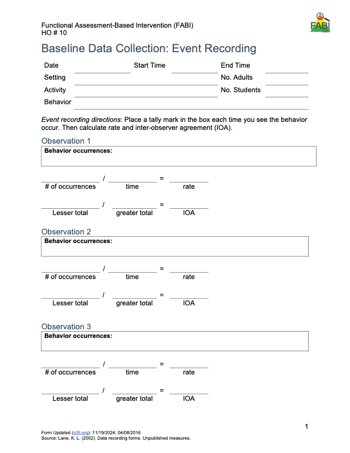 Functional Assessment-Based Intervention (FABI)
HO # 10
FABI
Baseline Data Collection: Event Recording
Date Start Time End Time
Setting No. Adults
Activity No. Students
Behavior
Event recording directions: Place a tally mark in the box each time you see the behavior
occur. Then calculate rate and inter-observer agreement (IOA).
Observation 1
Behavior occurrences:
/ =
# of occurrences time rate
/ =
Lesser total greater total IOA
Observation 2
Behavior occurrences:
/ =
# of occurrences time rate
/ =
Lesser total greater total IOA
Observation 3
Behavior occurrences:
/ =
# of occurrences time rate
/ =
Lesser total greater total IOA
1
Form Updated (ci3t.org): 11/19/2024; 04/08/2016
Source: Lane, K. L. (2002). Data recording forms. Unpublished measures.